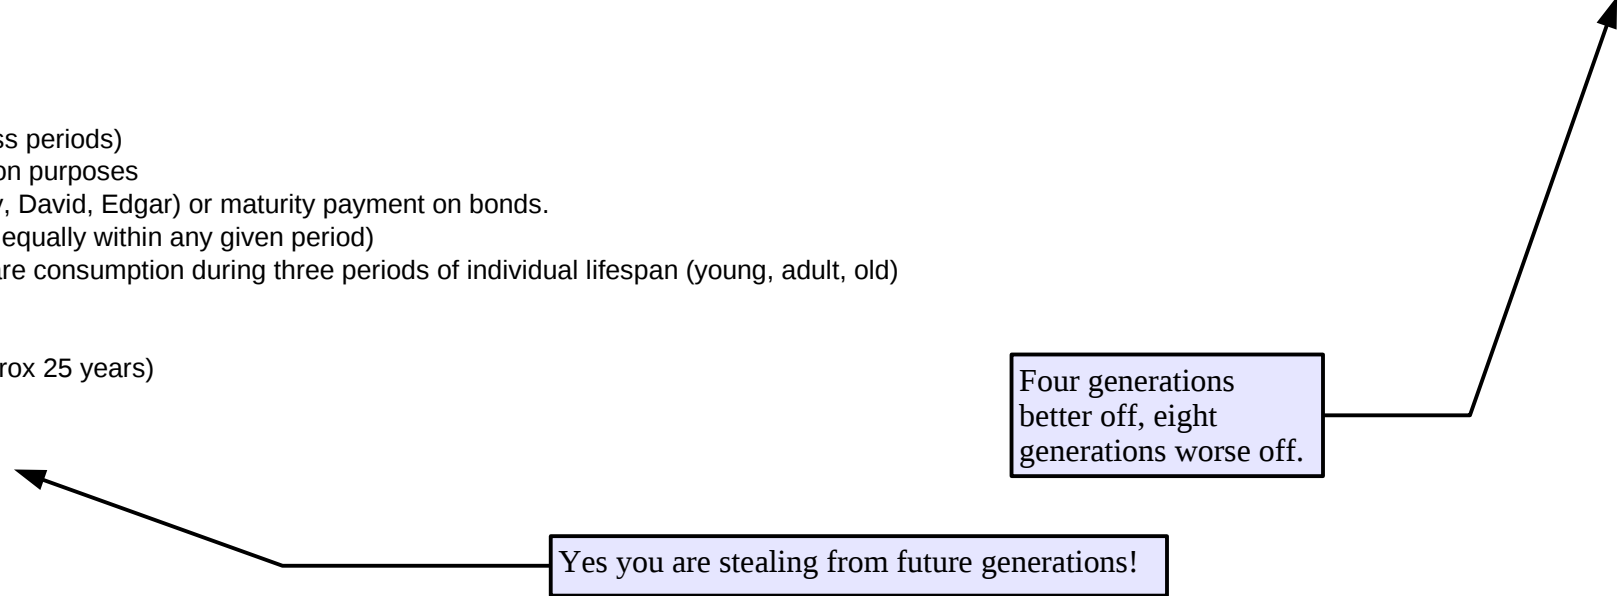 ss periods)
on purposes
, David, Edgar) or maturity payment on bonds.
equally within any given period)
are consumption during three periods of individual lifespan (young, adult, old)
rox 25 years)
Four generations
better off, eight
generations worse off.
Yes you are stealing from future generations!